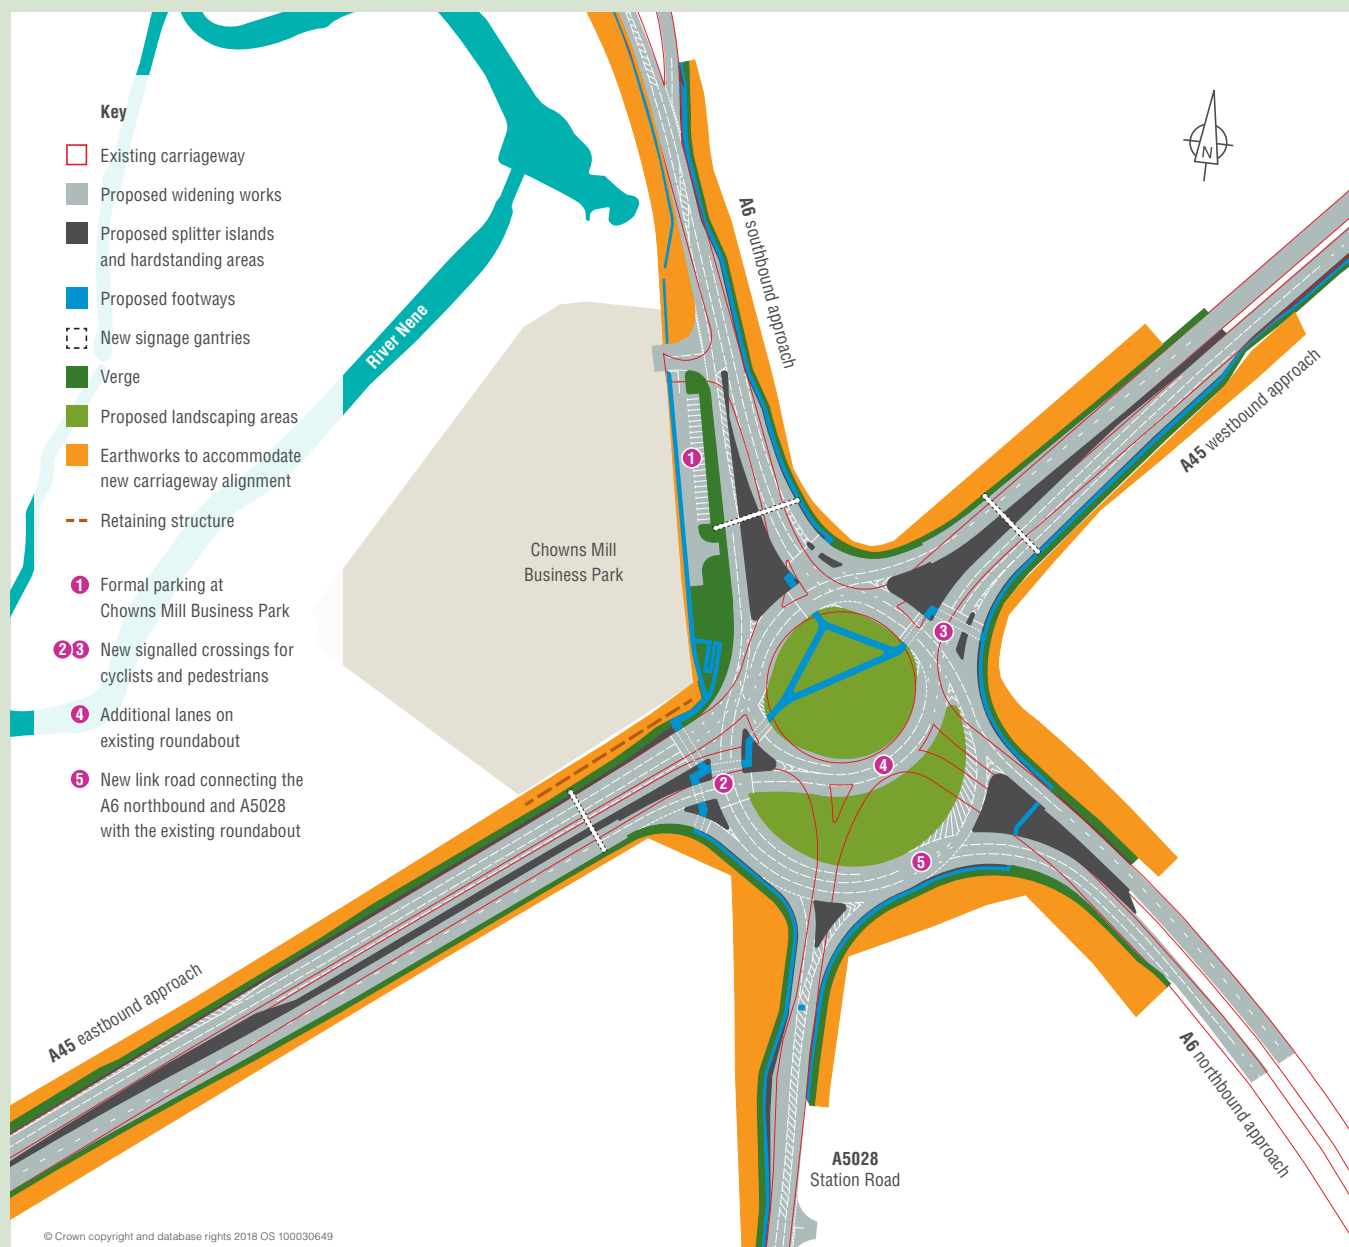 Key
Existing carriageway
Proposed widening works
Proposed splitter islands
and hardstanding areas
Proposed footways
New signage gantries
Verge
Proposed landscaping areas
Earthworks to accommodate
new carriageway alignment
Retaining structure
1 Formal parking at
Chowns Mill Business Park
2 3 New signalled crossings for
cyclists and pedestrians
4 Additional lanes on
existing roundabout
5 New link road connecting the
A6 northbound and A5028
with the existing roundabout
N
River Nene
A6 southbound approach
A45 westbound approach
1
Chowns Mill
Business Park
3
4
2
5
A45 eastbound approach
A6 northbound approach
A5028
Station Road
© Crown copyright and database rights 2018 OS 100030649